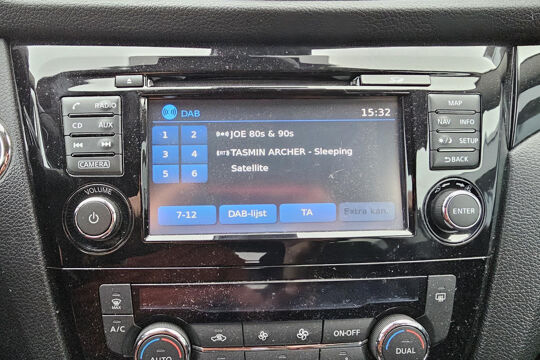 DAB 15:32
RADIO
MAP
CD AUX
NAV INFO
SETUP
CAMERA
BACK
1 2
JOE 80s & 90s
3 4
RT TASMIN ARCHER - Sleeping
Satellite
5 6
VOLUME
ENTER
7-12 DAB-lijst TA Extra kan.
MAX
A/C
ON·OFF
AUTO
DUAL